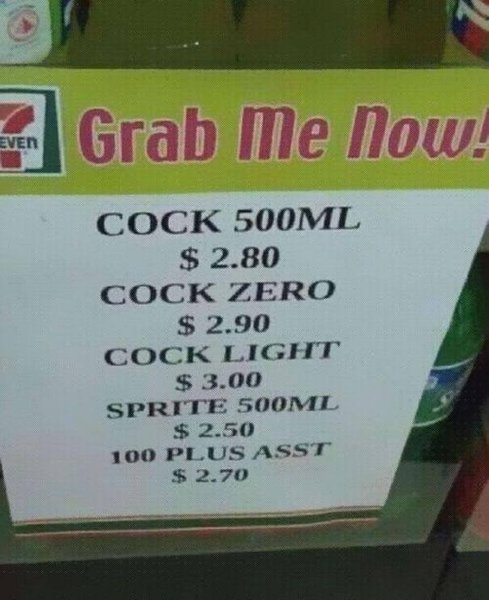 EVEn
Grab Me Now!
COCK 500ML
$ 2.80
COCK ZERO
$ 2.90
COCK LIGHT
$ 3.00
SPRITE 500ML
$ 2.50
100 PLUS ASST
$ 2.70